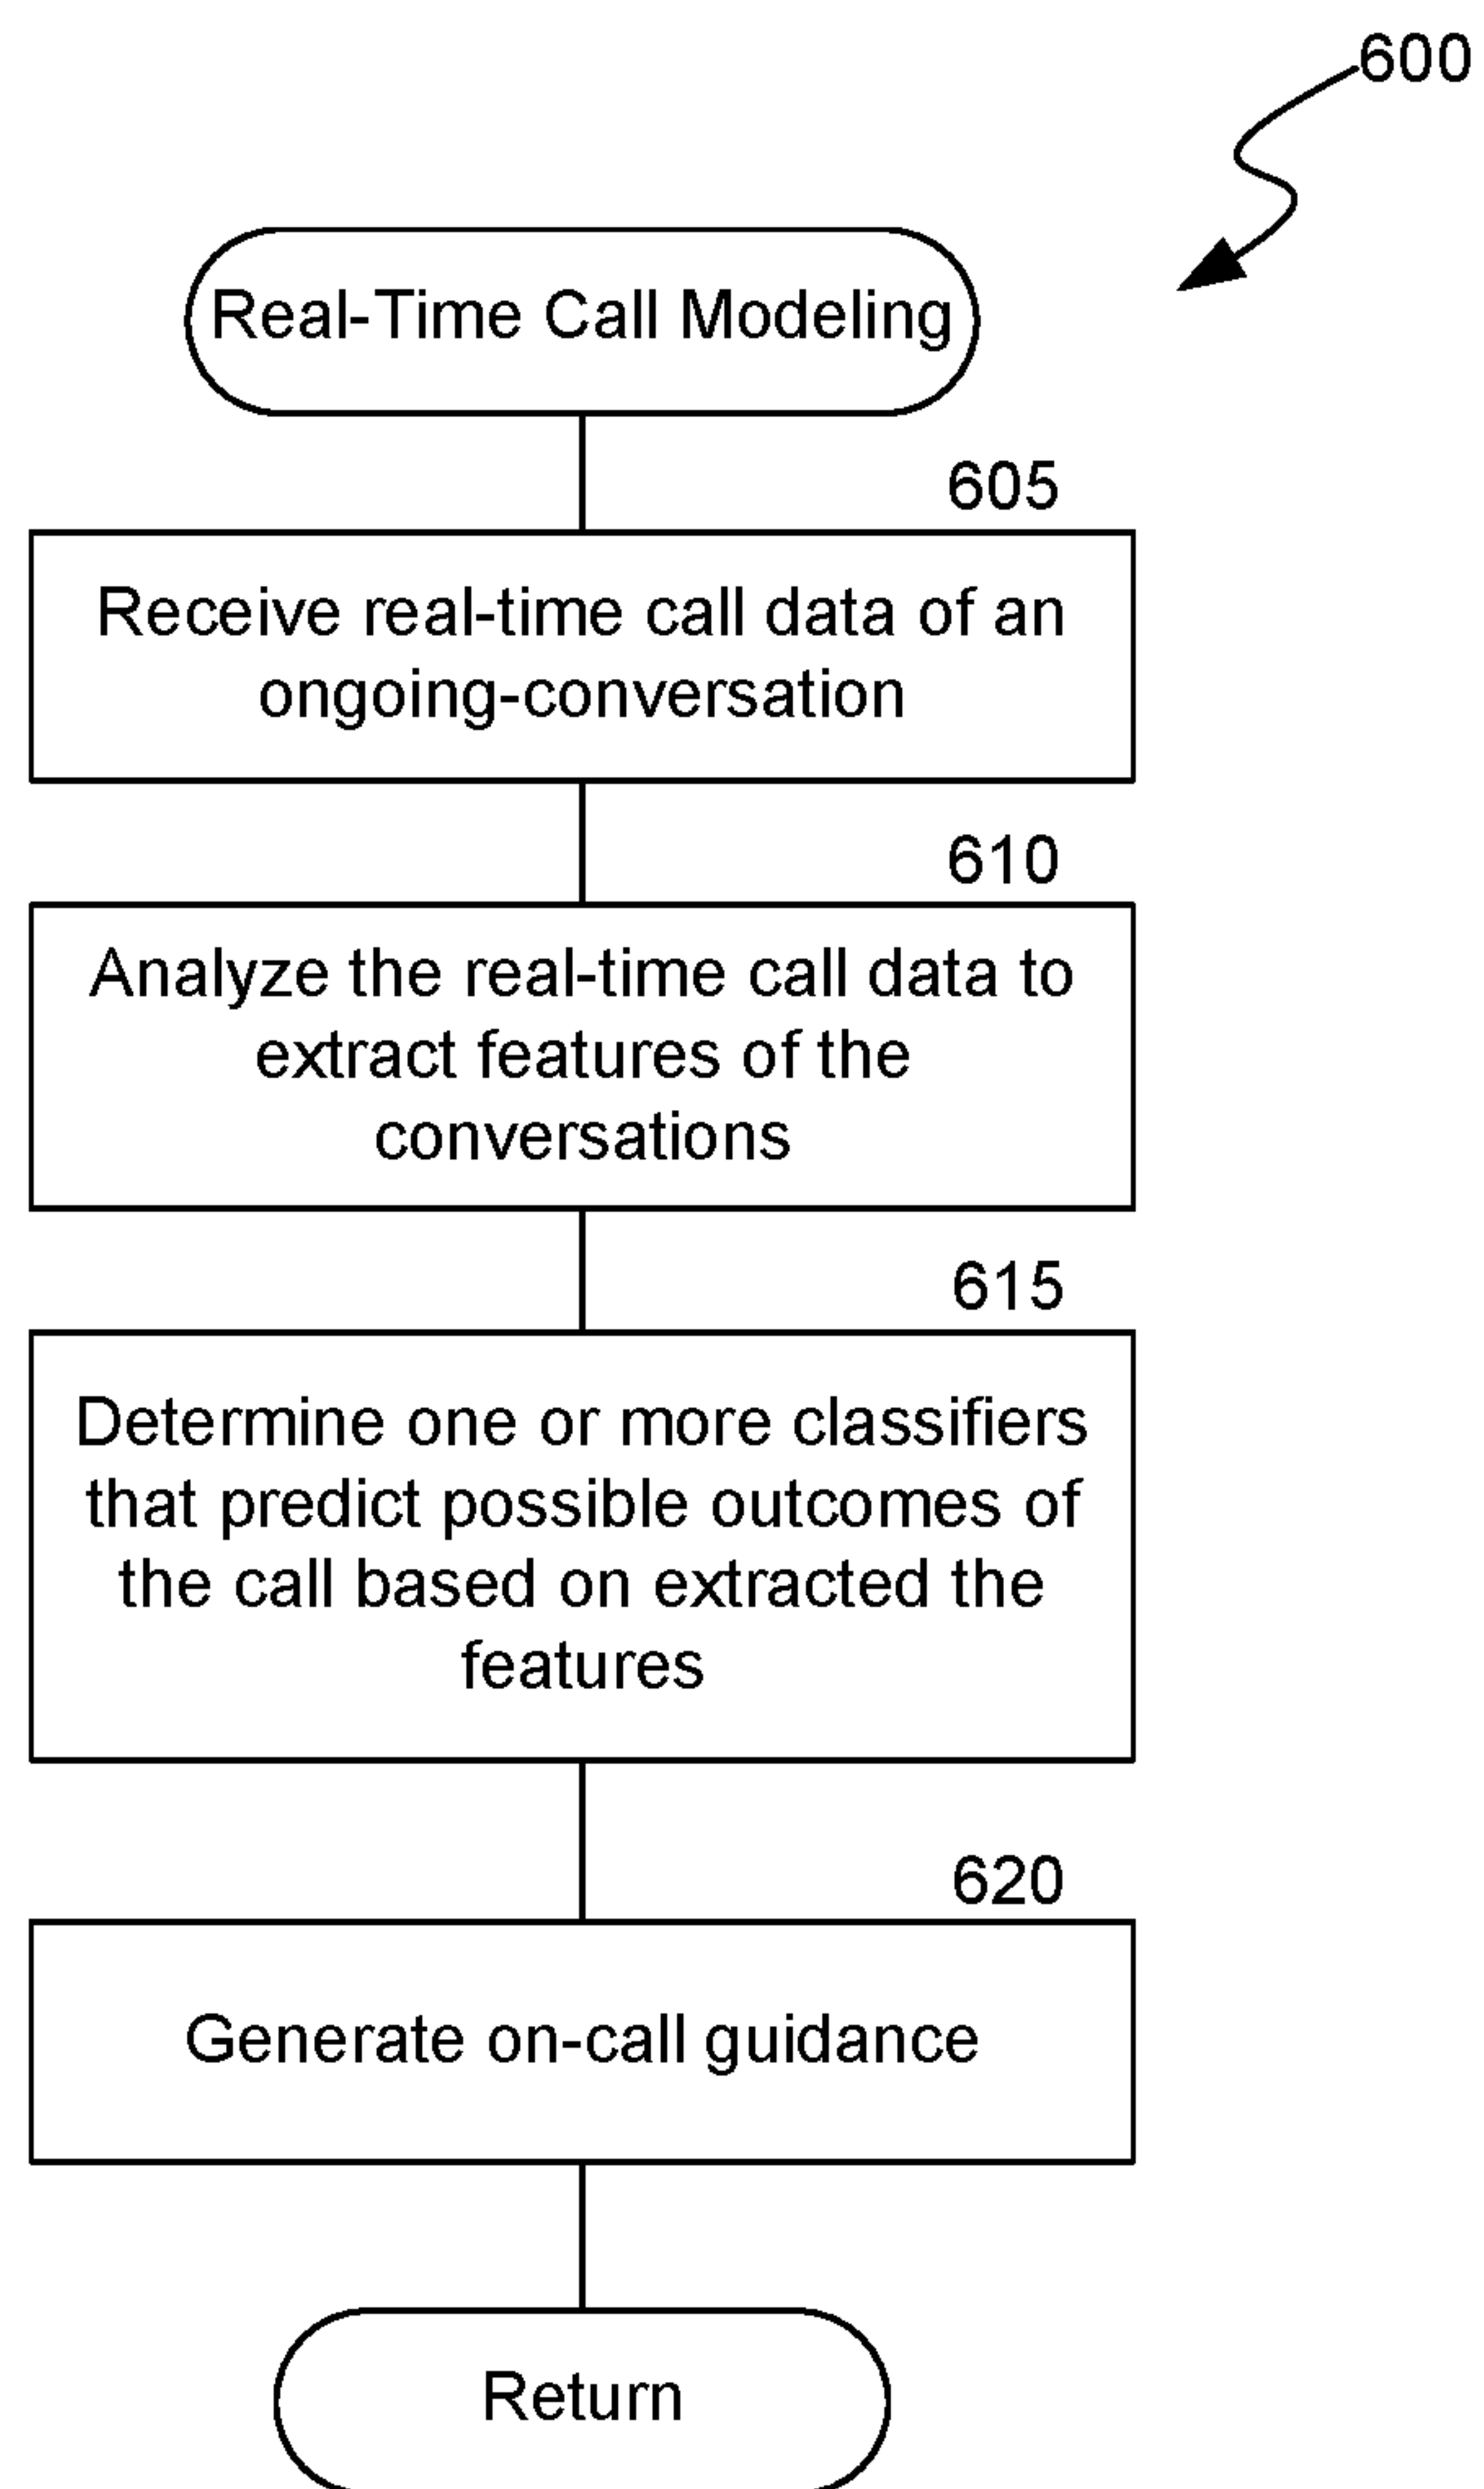 600
Real-Time Call Modeling
605
Receive real-time call data of an
ongoing-conversation
610
Analyze the real-time call data to
extract features of the
conversations
615
Determine one or more classifiers
that predict possible outcomes of
the call based on extracted the
features
620
Generate on-call guidance
Return